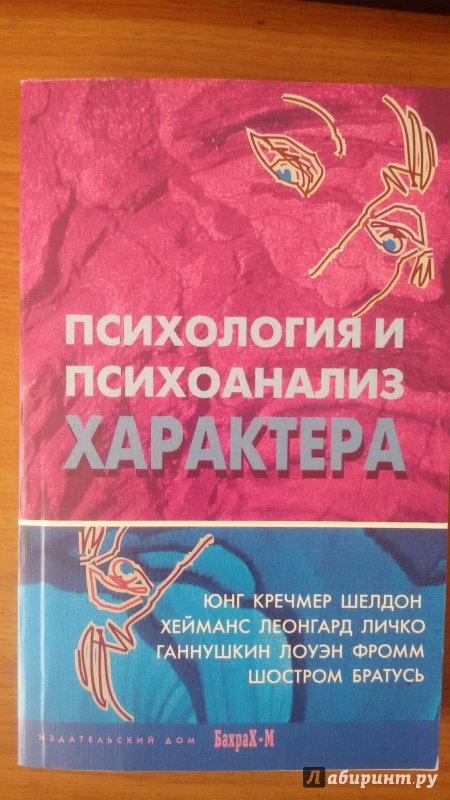 ПСИХОЛОГИЯ И
ПСИХОАНАЛИЗ
ХАРАКТЕРА
ЮНГ КРЕЧМЕР ШЕЛДОН
ХЕЙМАНС ЛЕОНГАРД ЛИЧКО
ГАННУШКИН ЛОУЭН ФРОММ
ШОСТРОМ БРАТУСЬ
ИЗДАТЕЛЬСКИЙ ДОМ БахраХ-М
Лабиринт.ру